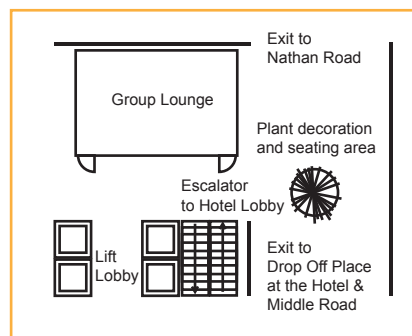 Exit to
Nathan Road
Group Lounge
Plant decoration
and seating area
Escalator
to Hotel Lobby
Lift
Lobby
Exit to
Drop Off Place
at the Hotel &
Middle Road